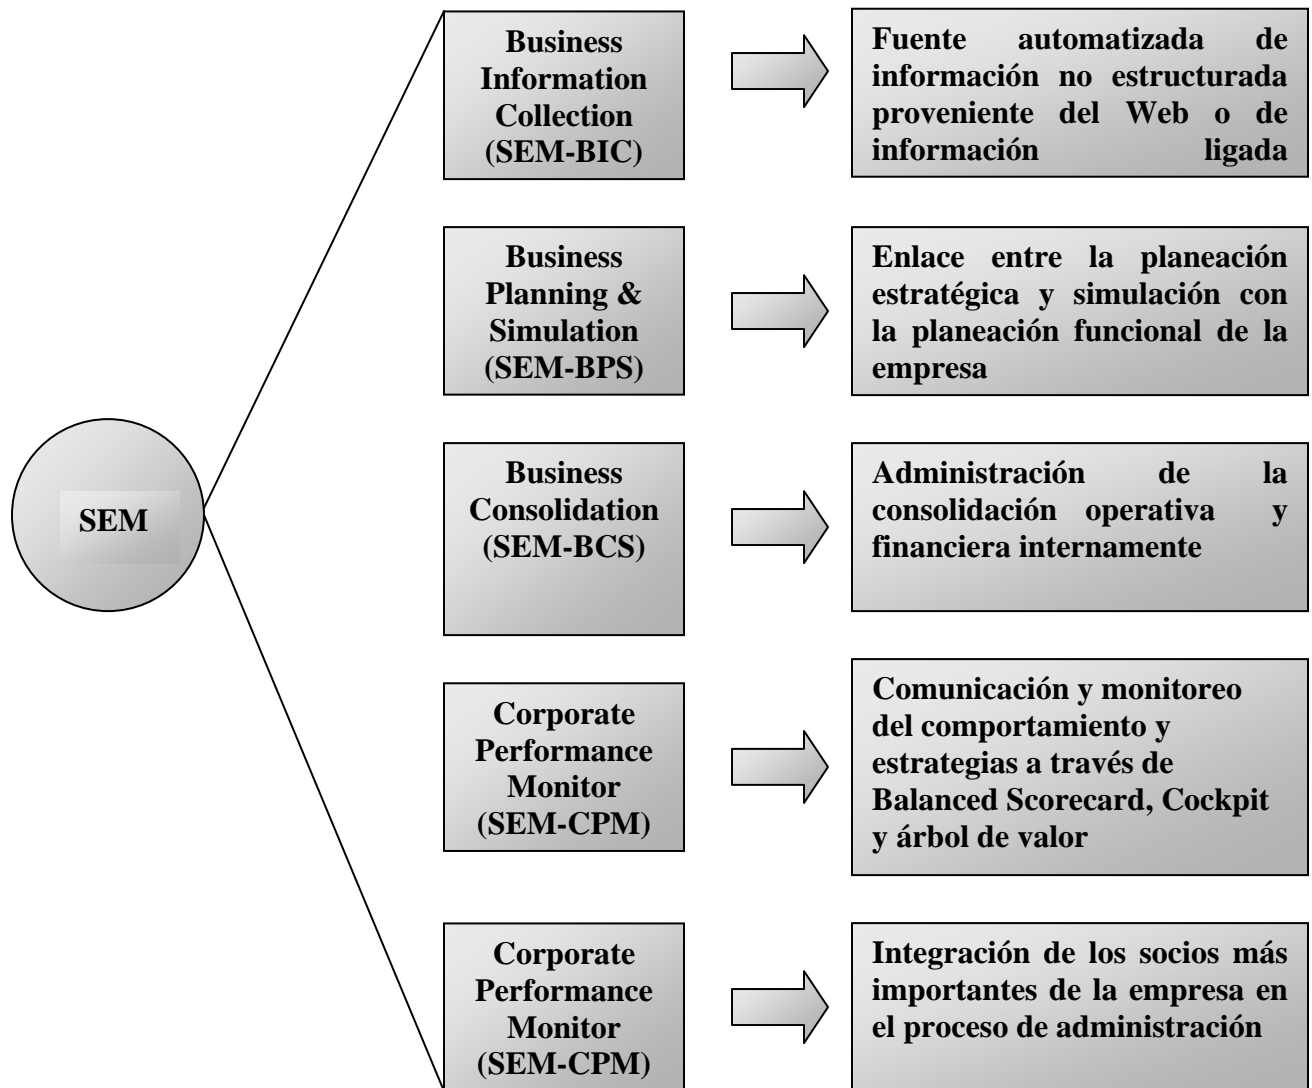 Business
Information
Collection
(SEM-BIC)
Fuente automatizada de
información no estructurada
proveniente del Web o de
información ligada
Business
Planning &
Simulation
(SEM-BPS)
Enlace entre la planeación
estratégica y simulación con
la planeación funcional de la
empresa
SEM
Business
Consolidation
(SEM-BCS)
Administración de la
consolidación operativa y
financiera internamente
Corporate
Performance
Monitor
(SEM-CPM)
Comunicación y monitoreo
del comportamiento y
estrategias a través de
Balanced Scorecard, Cockpit
y árbol de valor
Corporate
Performance
Monitor
(SEM-CPM)
Integración de los socios más
importantes de la empresa en
el proceso de administración